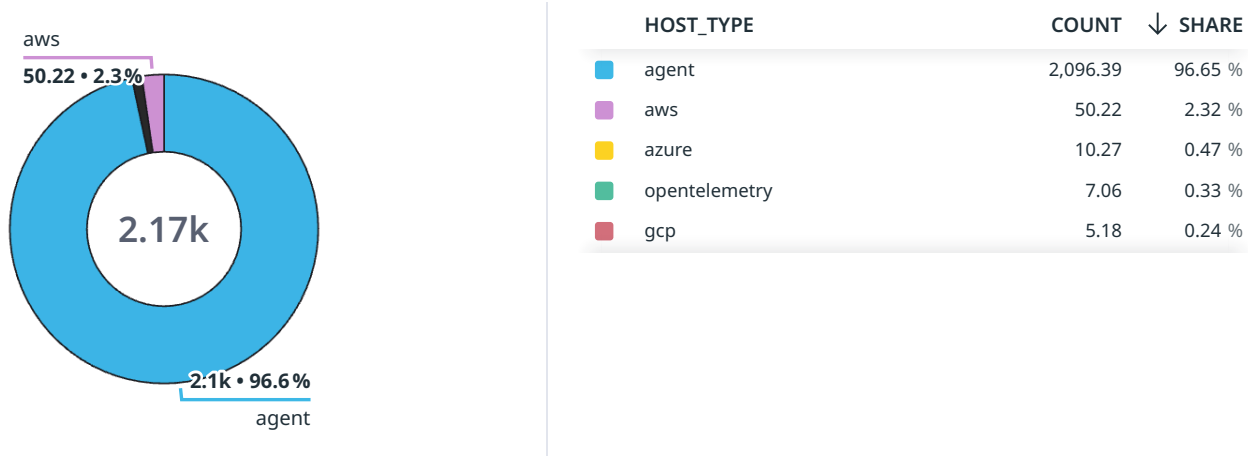 aws
50.22 • 2.3%
2.17k
2.1k • 96.6%
agent
HOST_TYPE COUNT ↓ SHARE
agent 2,096.39 96.65 %
aws 50.22 2.32 %
azure 10.27 0.47 %
opentelemetry 7.06 0.33 %
gcp 5.18 0.24 %